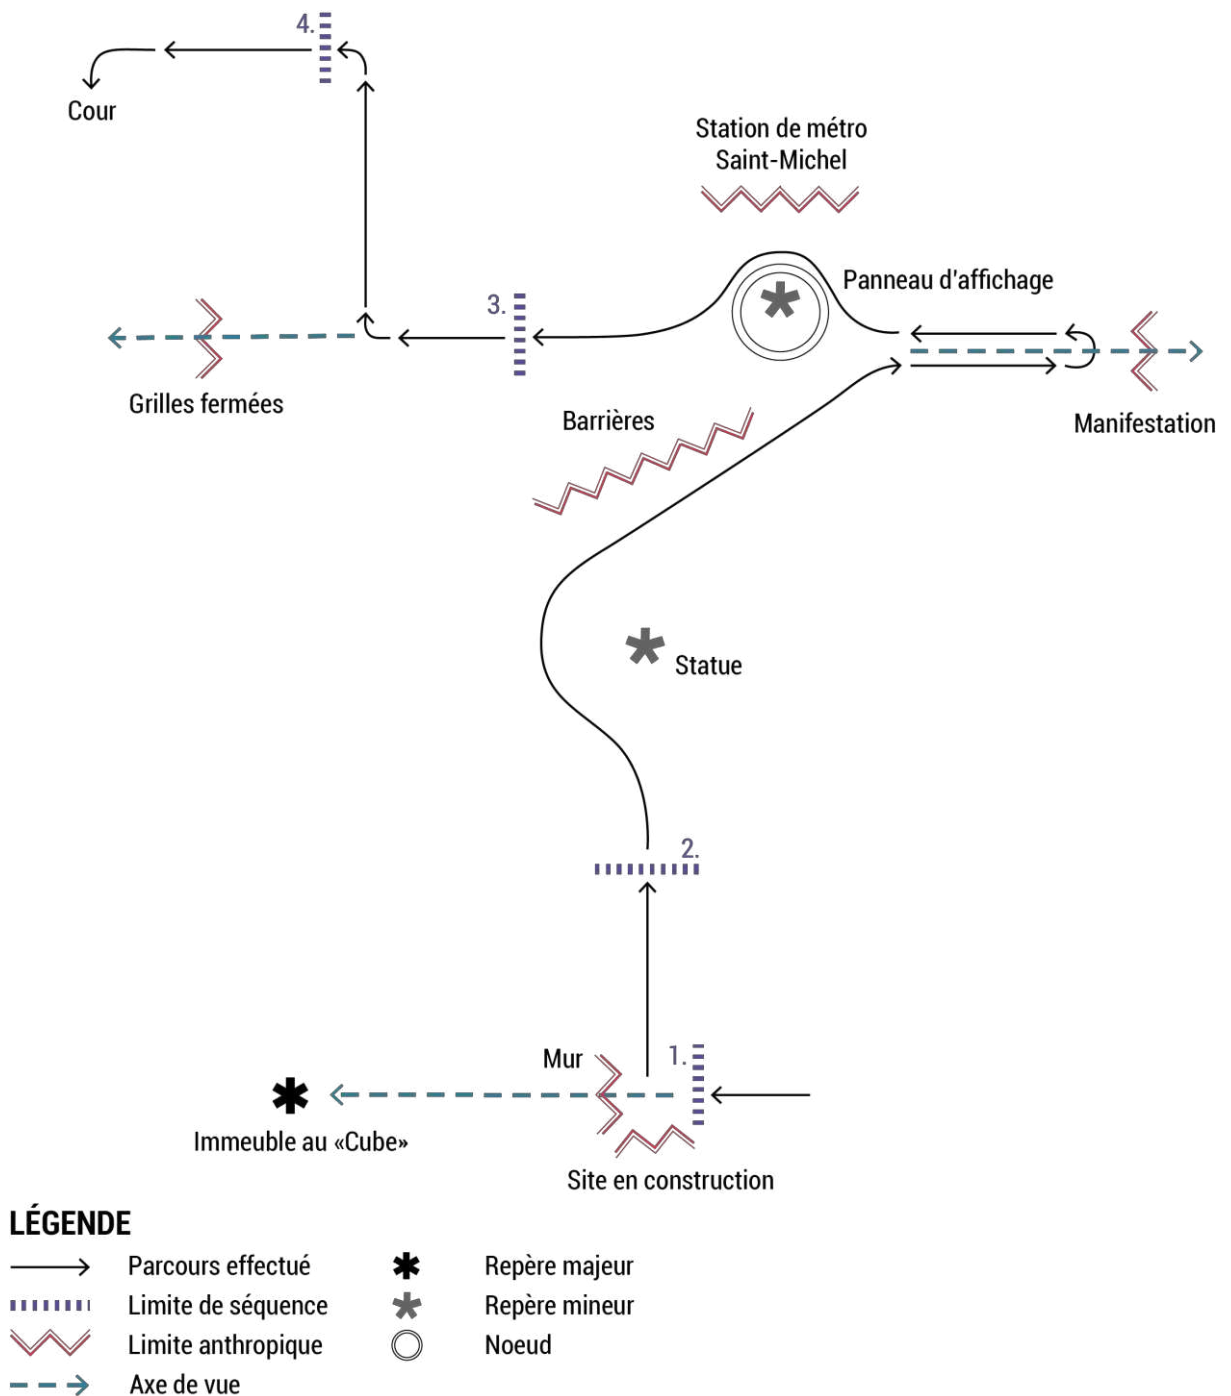 4.
Cour
Station de métro
Saint-Michel
Panneau d'affichage
3.
Grilles fermées
Barrières
Manifestation
Statue
2.
Mur
1.
Immeuble au «Cube»
Site en construction
LÉGENDE
Parcours effectué
Repère majeur
Limite de séquence
Repère mineur
Limite anthropique
Noeud
Axe de vue